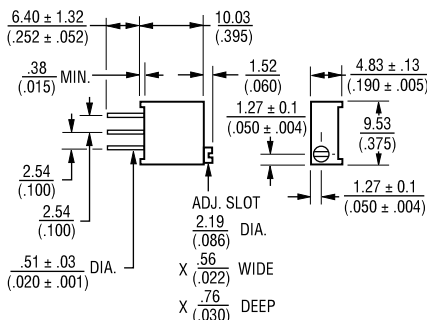 6.40 ± 1.32
(.252 ± .052)
10.03
(.395)
.38
(.015)
MIN.
1.52
(.060)
4.83 ± .13
(.190 ± .005)
1.27 ± 0.1
(.050 ± .004)
9.53
(.375)
2.54
(.100)
2.54
(.100)
1.27 ± 0.1
(.050 ± .004)
ADJ. SLOT
2.19
(.086)
DIA.
.51 ± .03
(.020 ± .001)
DIA.
X .56
(.022)
WIDE
X .76
(.030)
DEEP